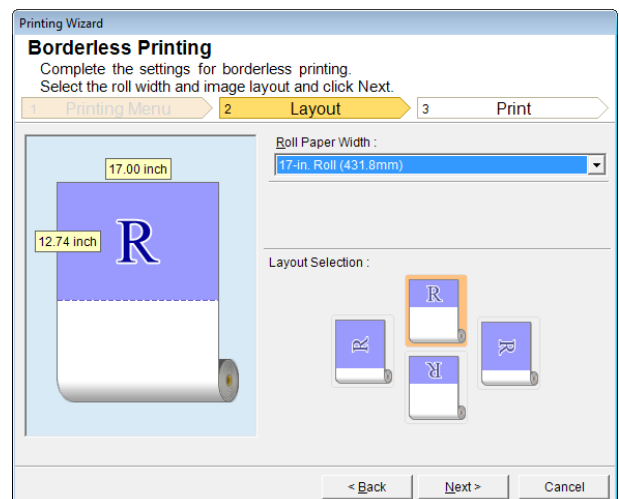 Printing Wizard
Borderless Printing
Complete the settings for borderless printing.
Select the roll width and image layout and click Next.
1 Printing Menu 2 Layout 3 Print
Roll Paper Width :
17-in. Roll (431.8mm)
17.00 inch
12.74 inch
R
Layout Selection :
R
R
R
R
< Back Next > Cancel